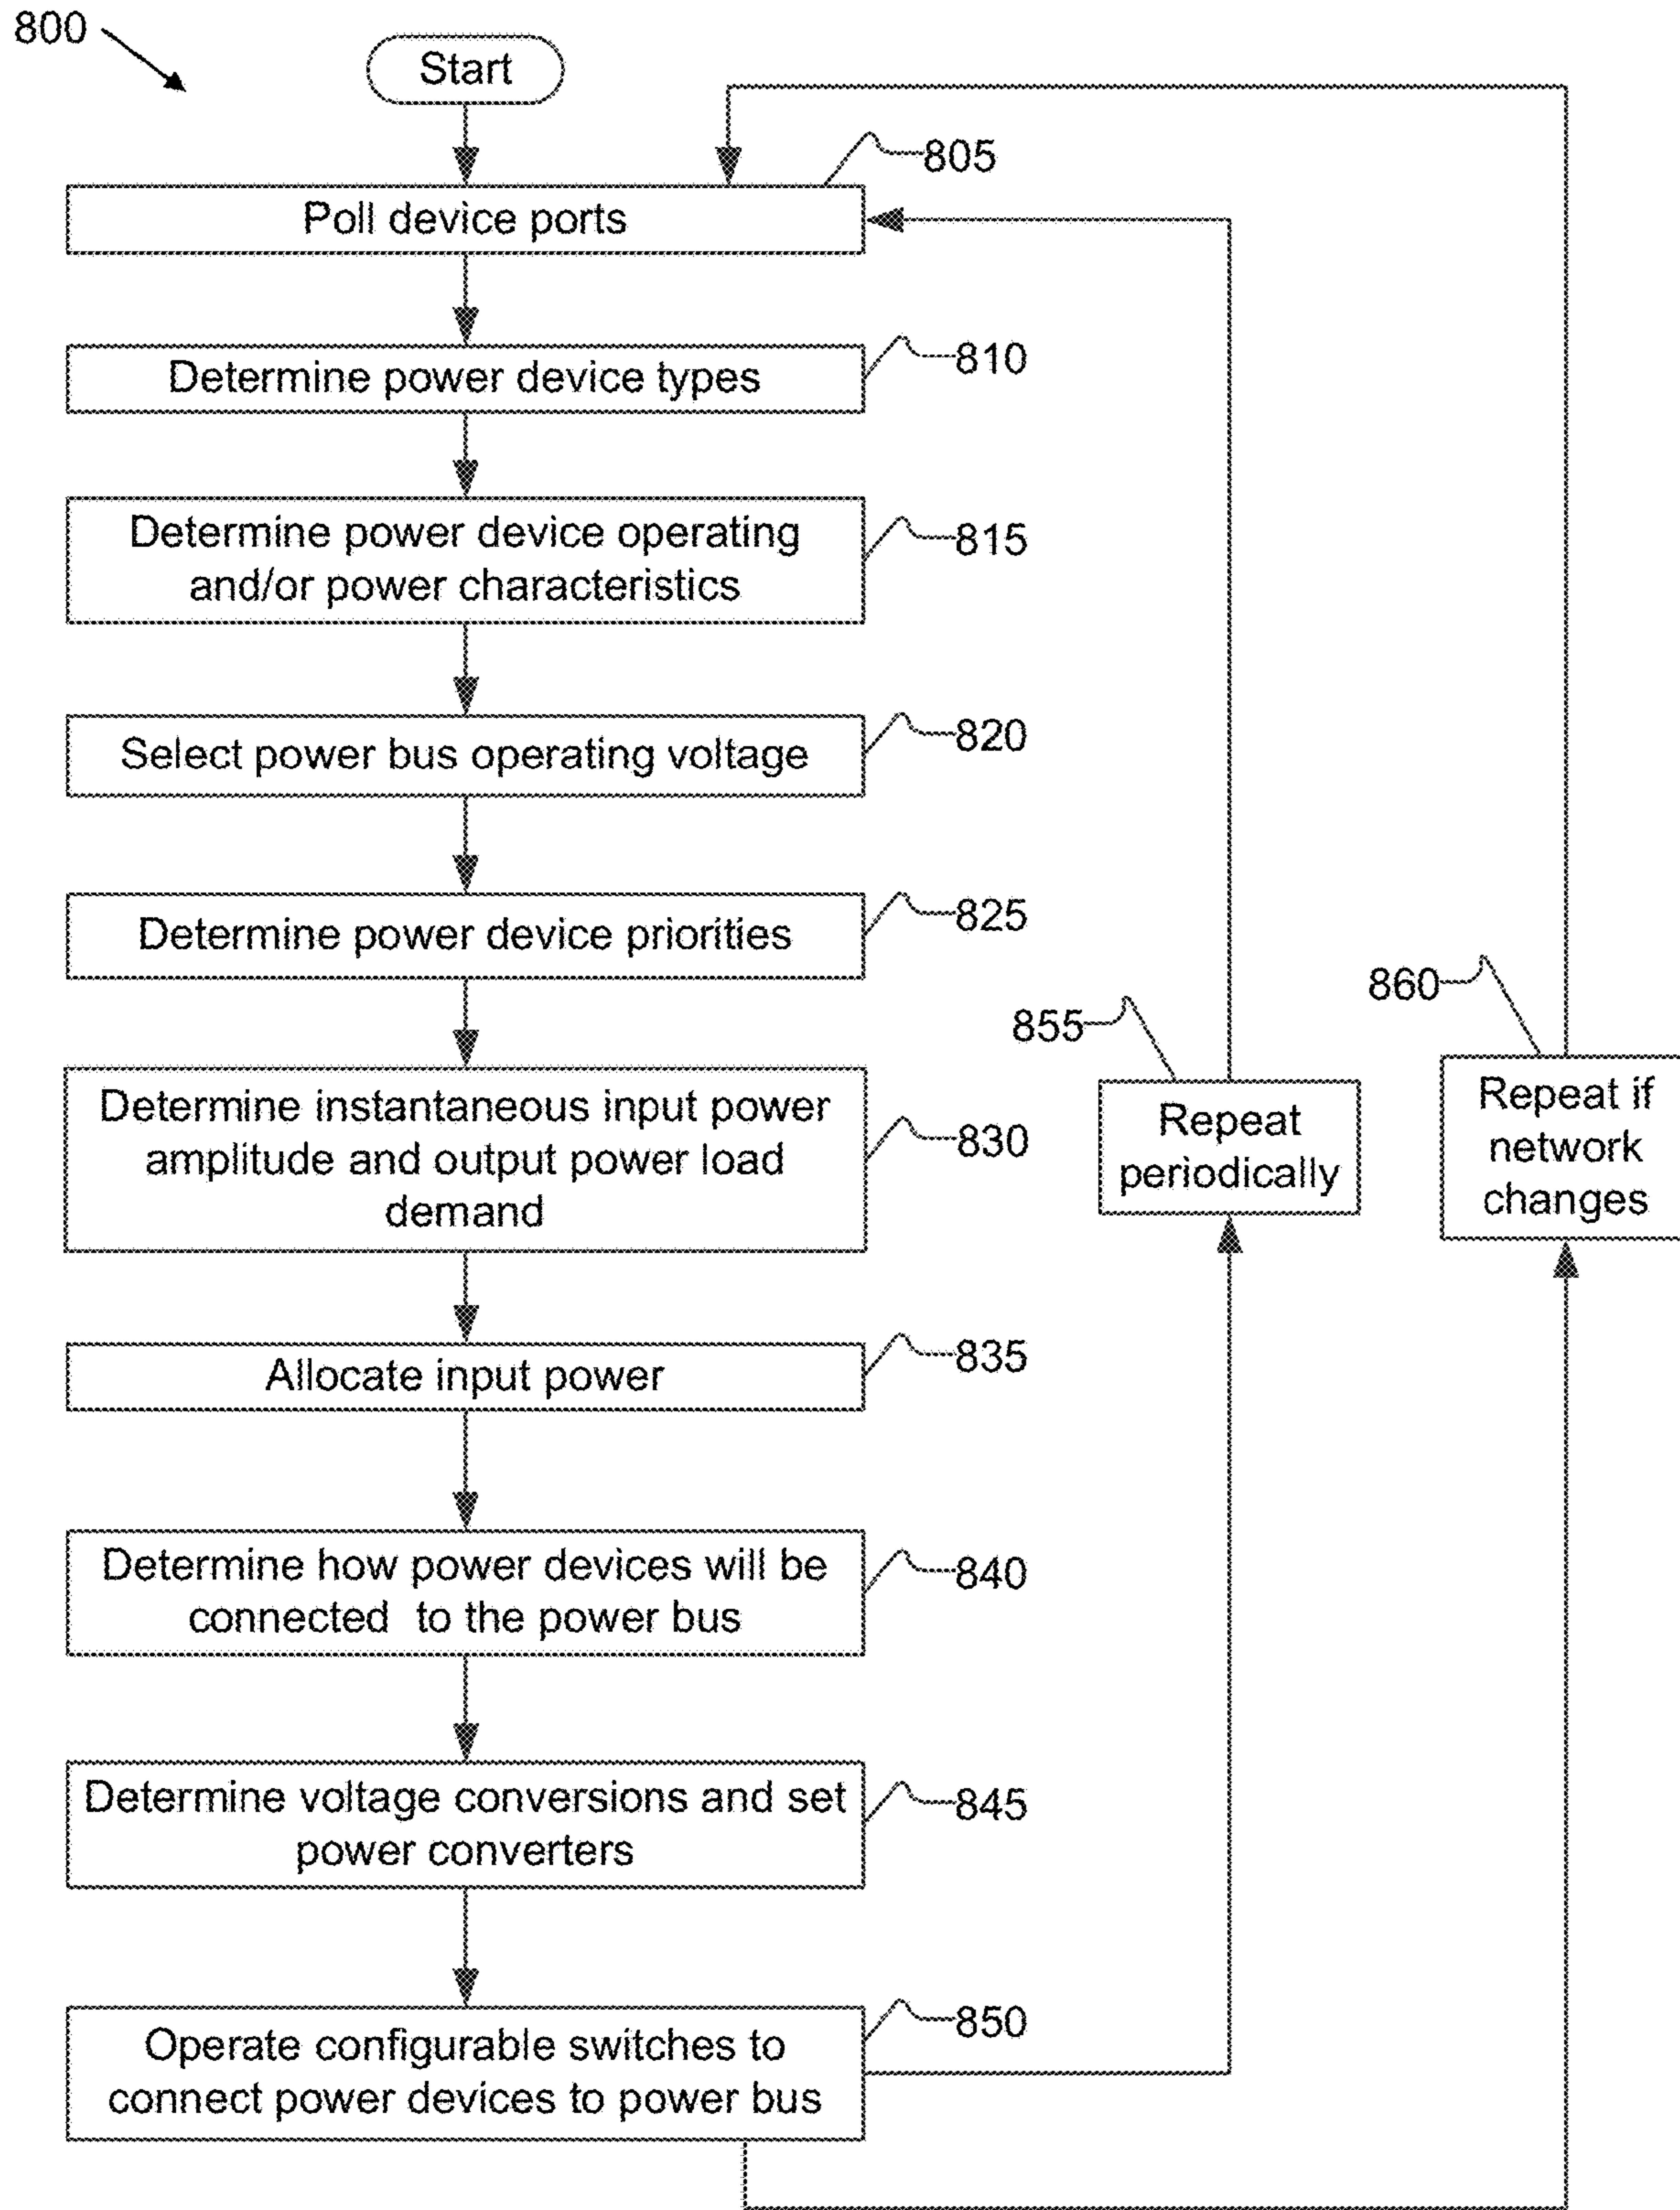 800
Start
805
Poll device ports
810
Determine power device types
815
Determine power device operating
and/or power characteristics
820
Select power bus operating voltage
825
Determine power device priorities
830
Determine instantaneous input power
amplitude and output power load
demand
835
Allocate input power
840
Determine how power devices will be
connected to the power bus
845
Determine voltage conversions and set
power converters
850
Operate configurable switches to
connect power devices to power bus
855
Repeat
periodically
860
Repeat if
network
changes